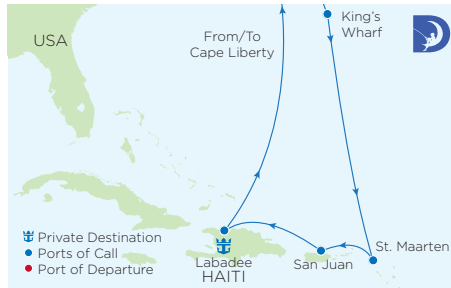 King's
Wharf
USA
From/To
Cape Liberty
Private Destination
Ports of Call
Port of Departure
Labadee
HAITI
San Juan
St. Maarten